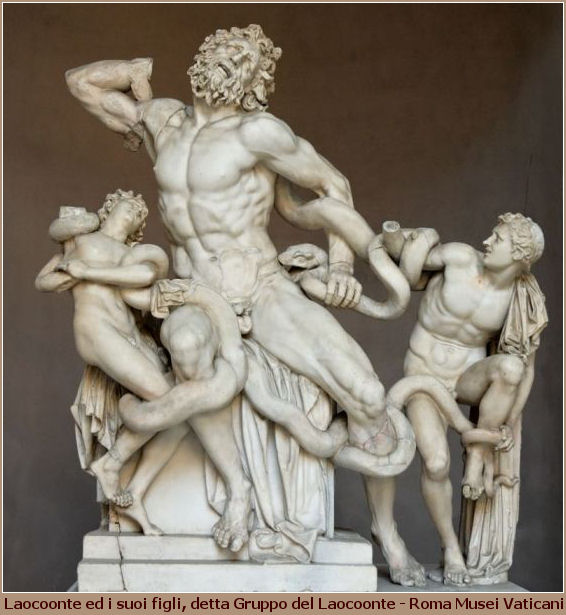 Laocoonte ed i suoi figli, detta Gruppo del Laocoonte - Roma Musei Vaticani